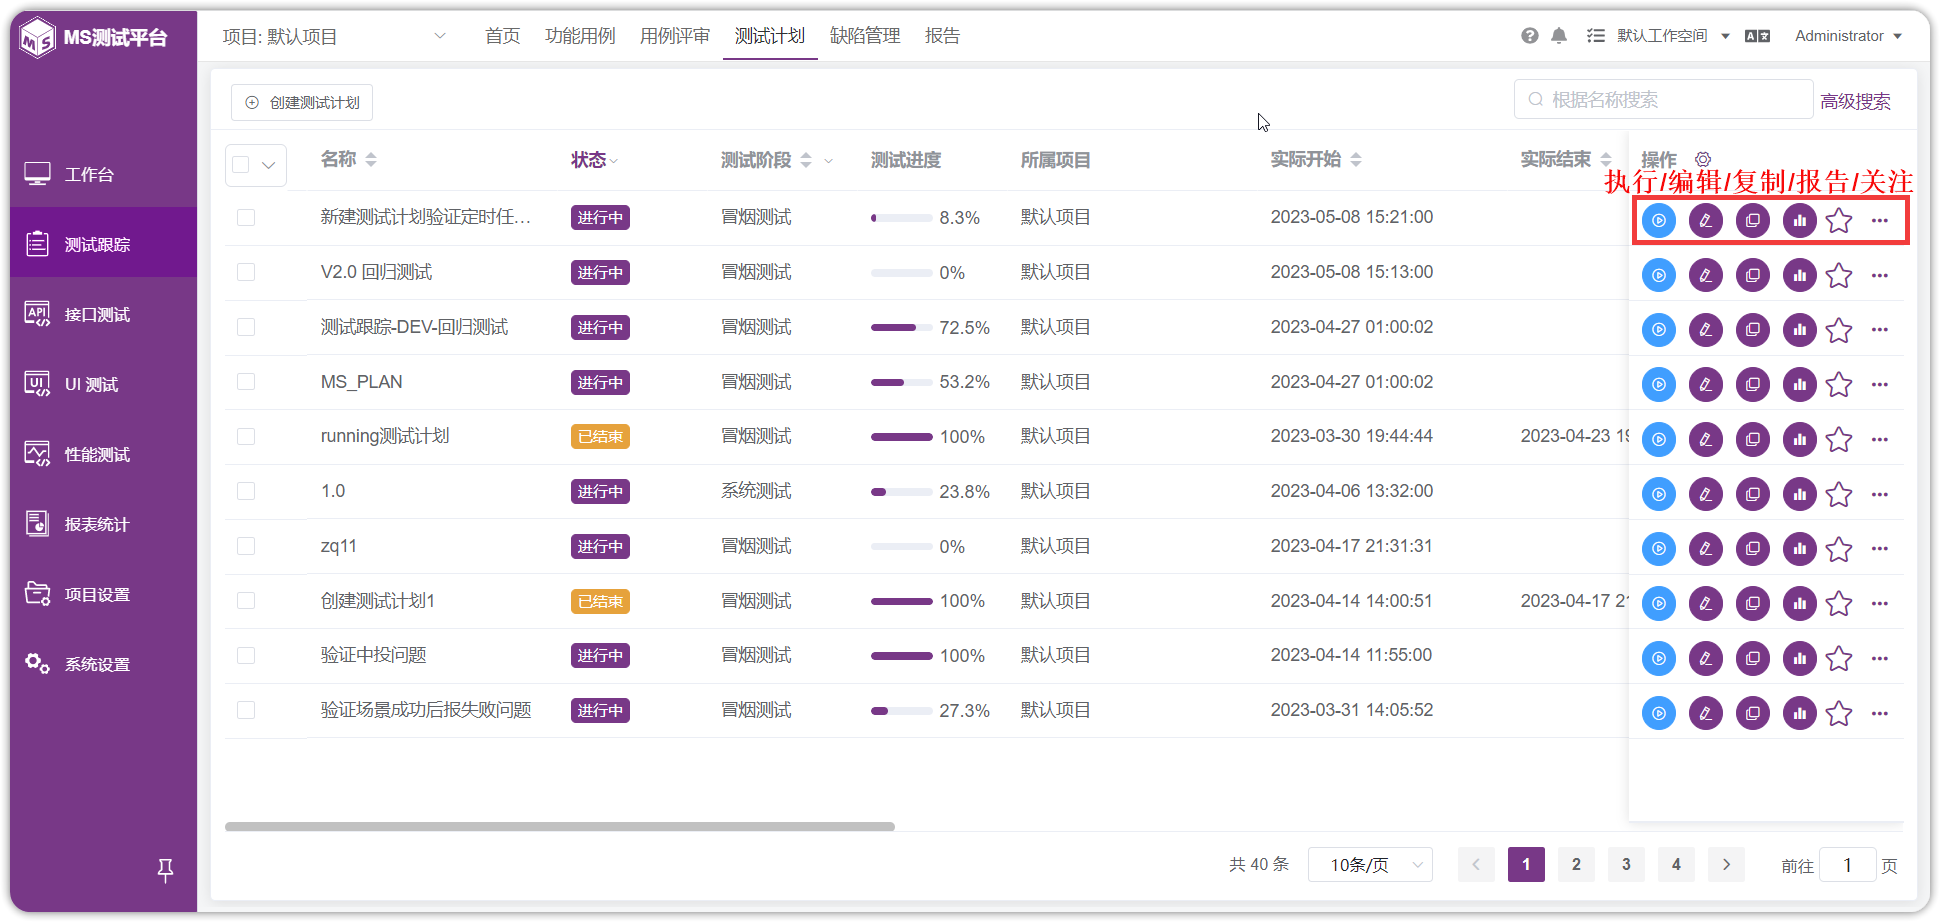 MS测试平台
项目: 默认项目 首页 功能用例 用例评审 测试计划 缺陷管理 报告 默认工作空间 Administrator
工作台
测试跟踪
API 接口测试
UI UI 测试
性能测试
报表统计
项目设置
系统设置
创建测试计划 根据名称搜索 高级搜索
名称 状态 测试阶段 测试进度 所属项目 实际开始 实际结束 操作
执行/编辑/复制/报告/关注
新建测试计划验证定时任... 进行中 冒烟测试 8.3% 默认项目 2023-05-08 15:21:00
V2.0 回归测试 进行中 冒烟测试 0% 默认项目 2023-05-08 15:13:00
测试跟踪-DEV-回归测试 进行中 冒烟测试 72.5% 默认项目 2023-04-27 01:00:02
MS_PLAN 进行中 冒烟测试 53.2% 默认项目 2023-04-27 01:00:02
running测试计划 已结束 冒烟测试 100% 默认项目 2023-03-30 19:44:44 2023-04-23 19
1.0 进行中 系统测试 23.8% 默认项目 2023-04-06 13:32:00
zq11 进行中 冒烟测试 0% 默认项目 2023-04-17 21:31:31
创建测试计划1 已结束 冒烟测试 100% 默认项目 2023-04-14 14:00:51 2023-04-17 21
验证中投问题 进行中 冒烟测试 100% 默认项目 2023-04-14 11:55:00
验证场景成功后报失败问题 进行中 冒烟测试 27.3% 默认项目 2023-03-31 14:05:52
共 40 条 10条/页 1 2 3 4 前往 1 页